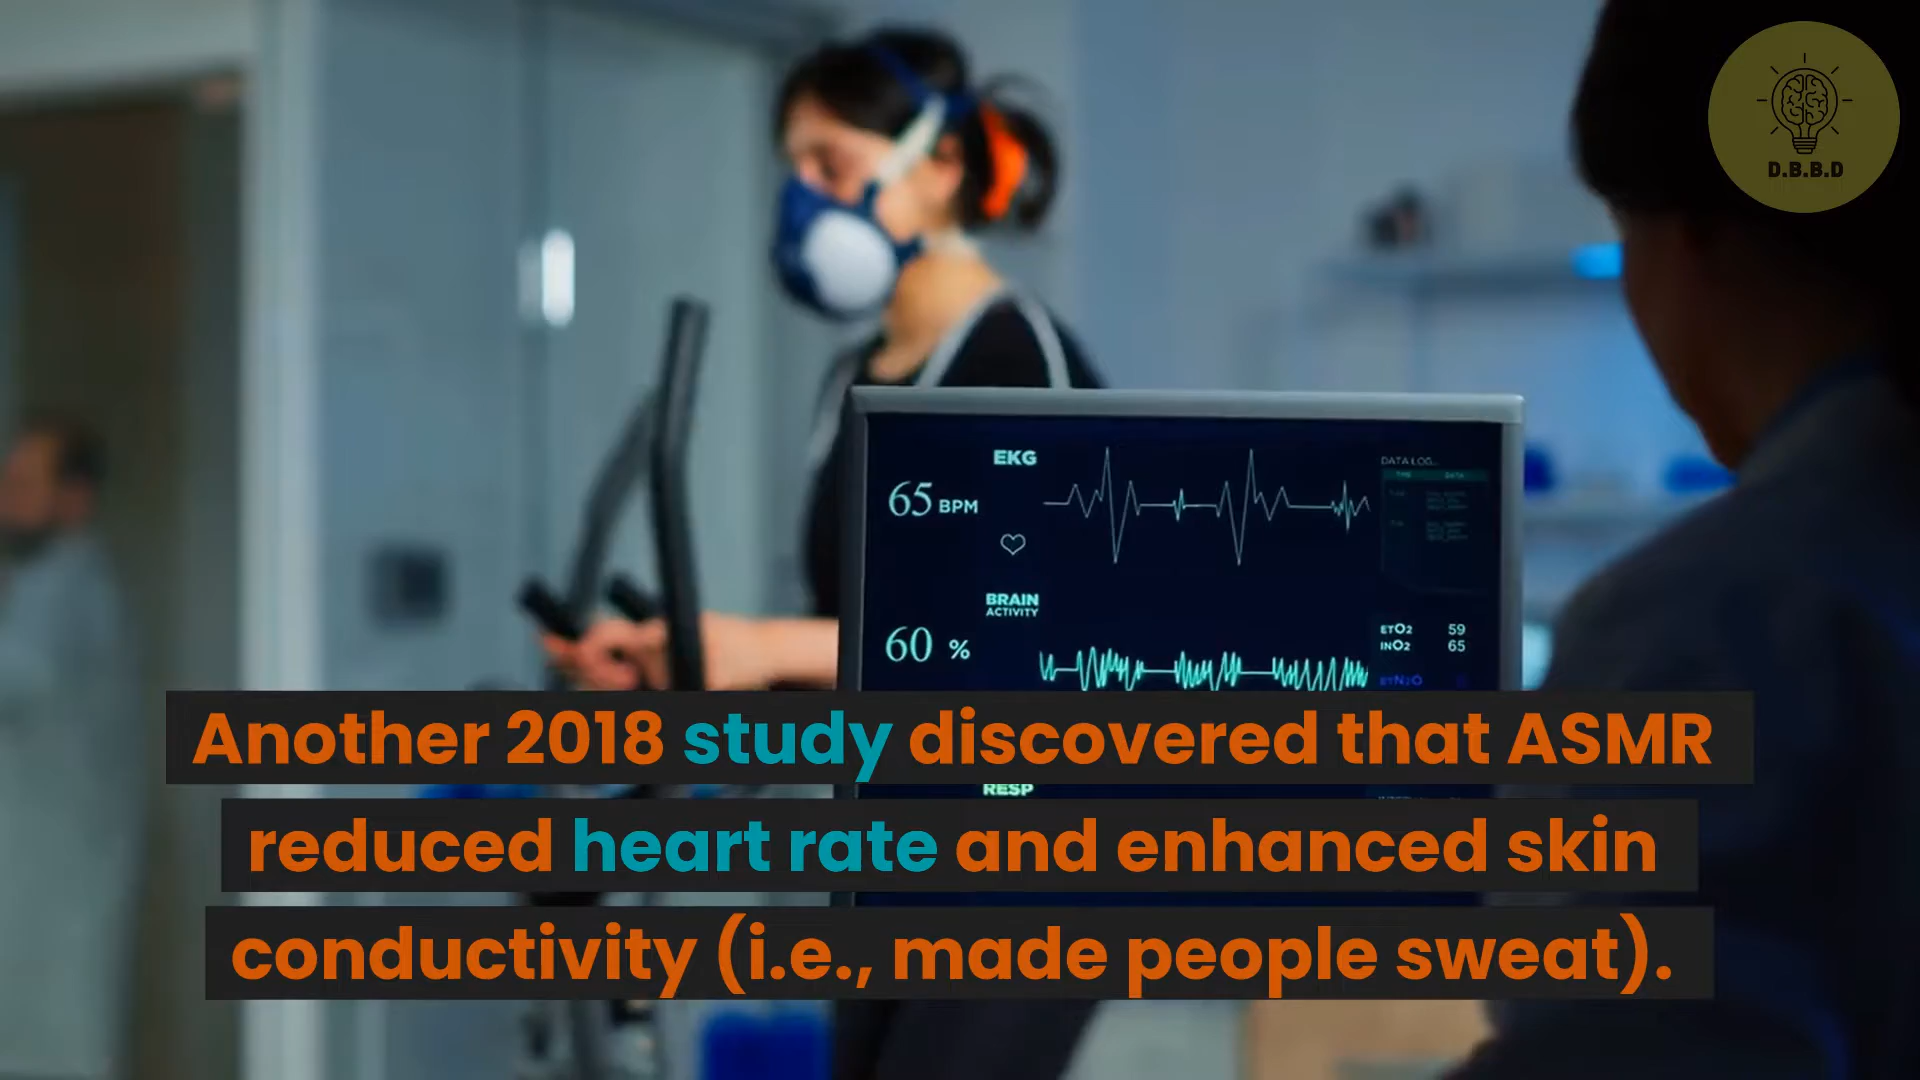 D.B.B.D
EKG
65 BPM
DATA LOG...
BRAIN
ACTIVITY
60 %
ETO2 59
INO2 65
Another 2018 study discovered that ASMR
RESP
reduced heart rate and enhanced skin
conductivity (i.e., made people sweat).